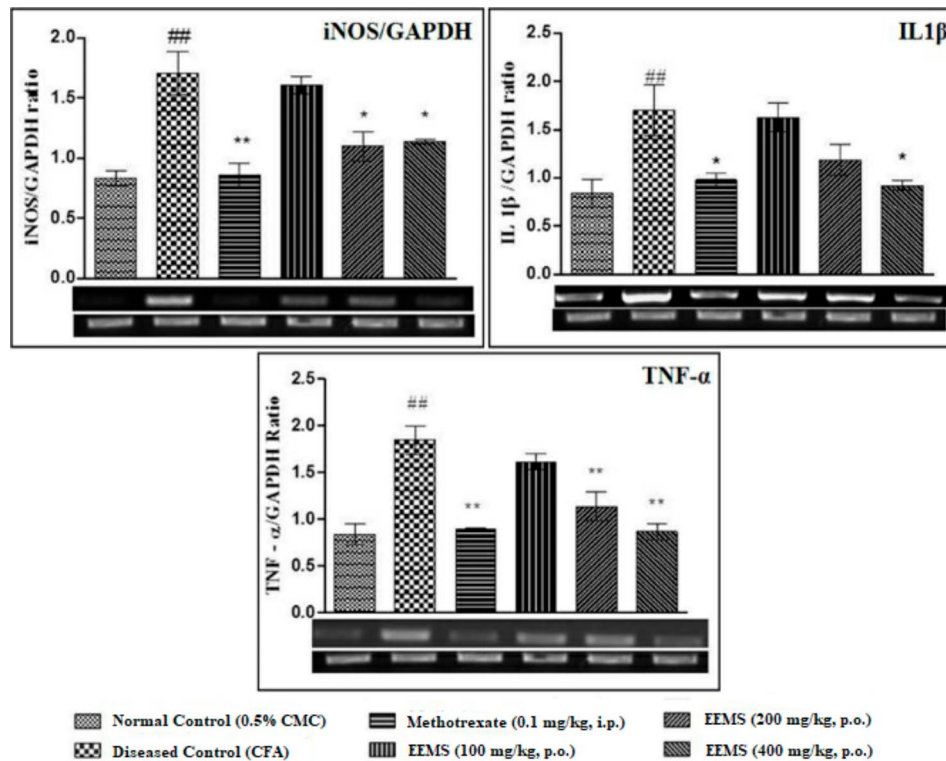 iNOS/GAPDH
iNOS/GAPDH ratio
2.0
1.5
1.0
0.5
0.0
##
**
*
*
IL1β
IL 1β /GAPDH ratio
2.5
2.0
1.5
1.0
0.5
0.0
##
*
*
TNF-α
TNF - α/GAPDH Ratio
2.5
2.0
1.5
1.0
0.5
0.0
##
**
**
**
Normal Control (0.5% CMC)
Methotrexate (0.1 mg/kg, i.p.)
EEMS (200 mg/kg, p.o.)
Diseased Control (CFA)
EEMS (100 mg/kg, p.o.)
EEMS (400 mg/kg, p.o.)